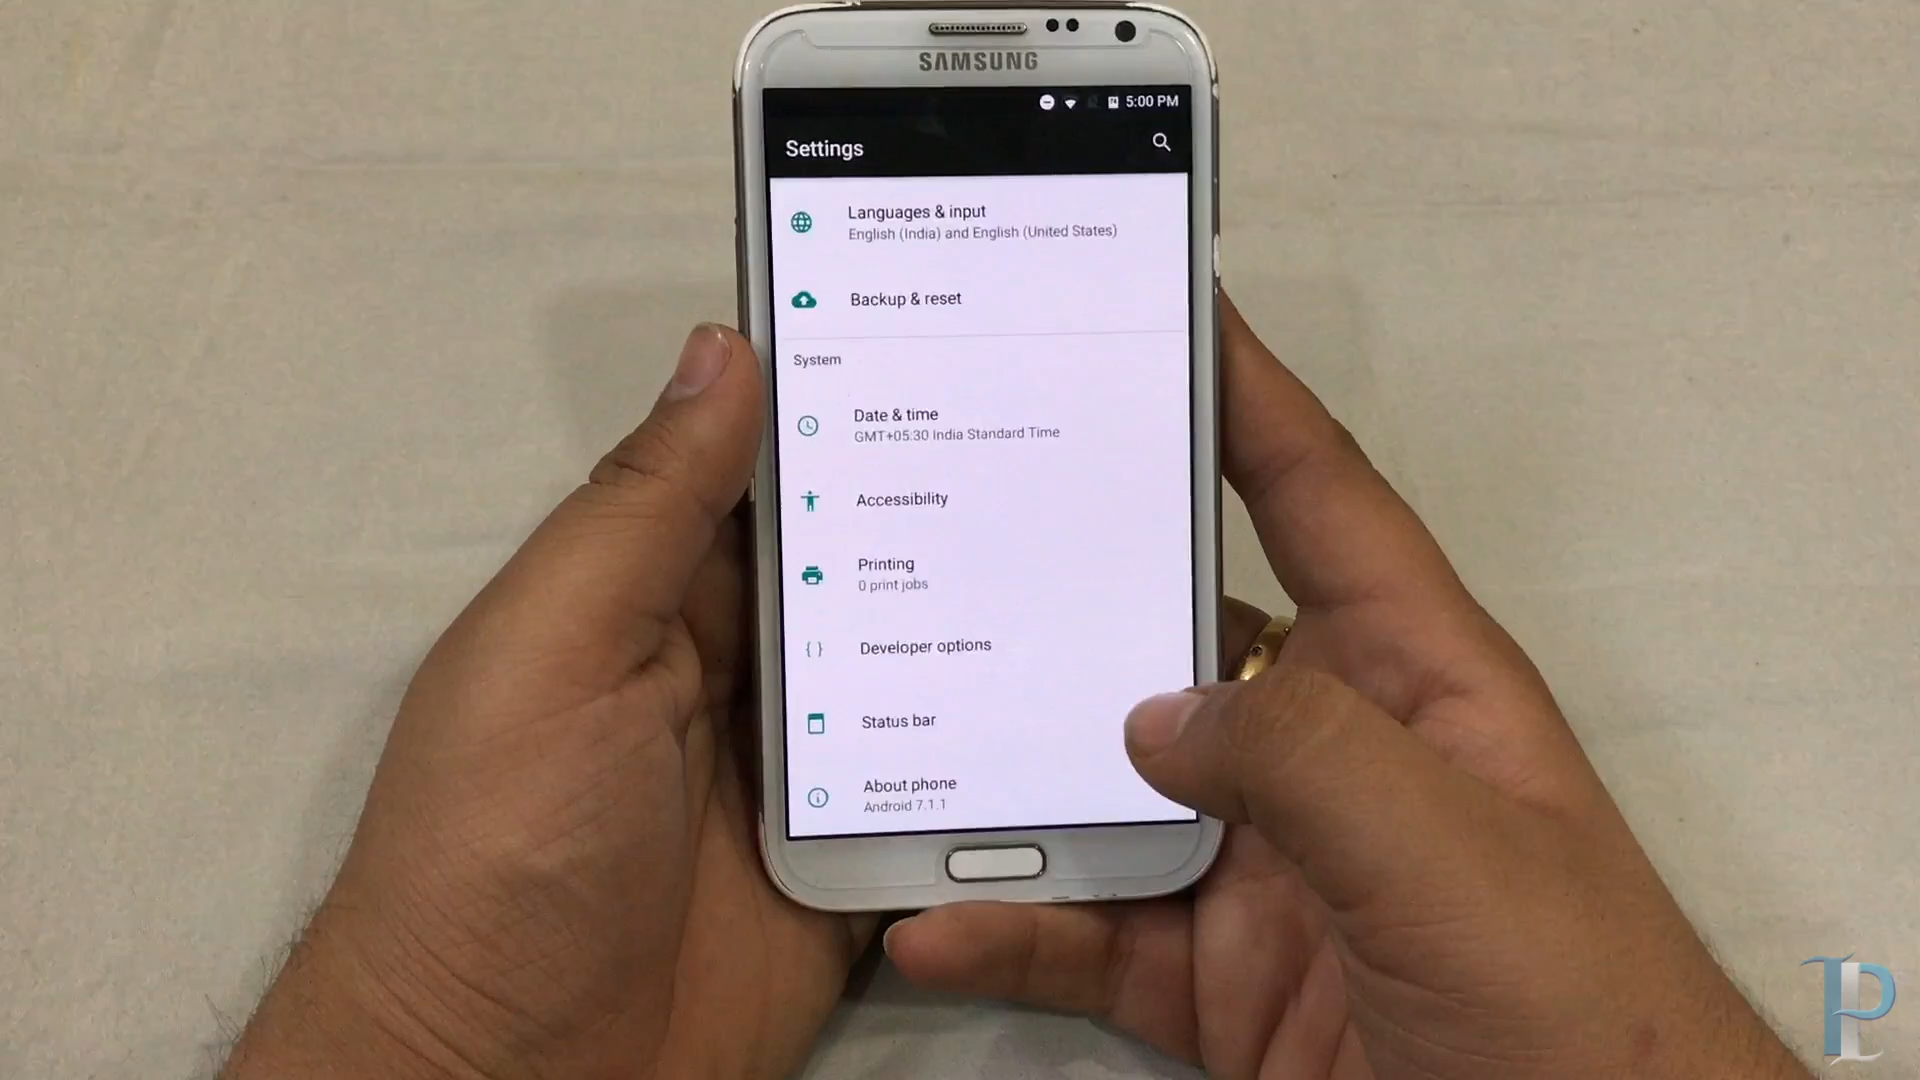 SAMSUNG
5:00 PM
Settings
Languages & input
English (India) and English (United States)
Backup & reset
System
Date & time
GMT+05:30 India Standard Time
Accessibility
Printing
0 print jobs
{ } Developer options
Status bar
About phone
Android 7.1.1